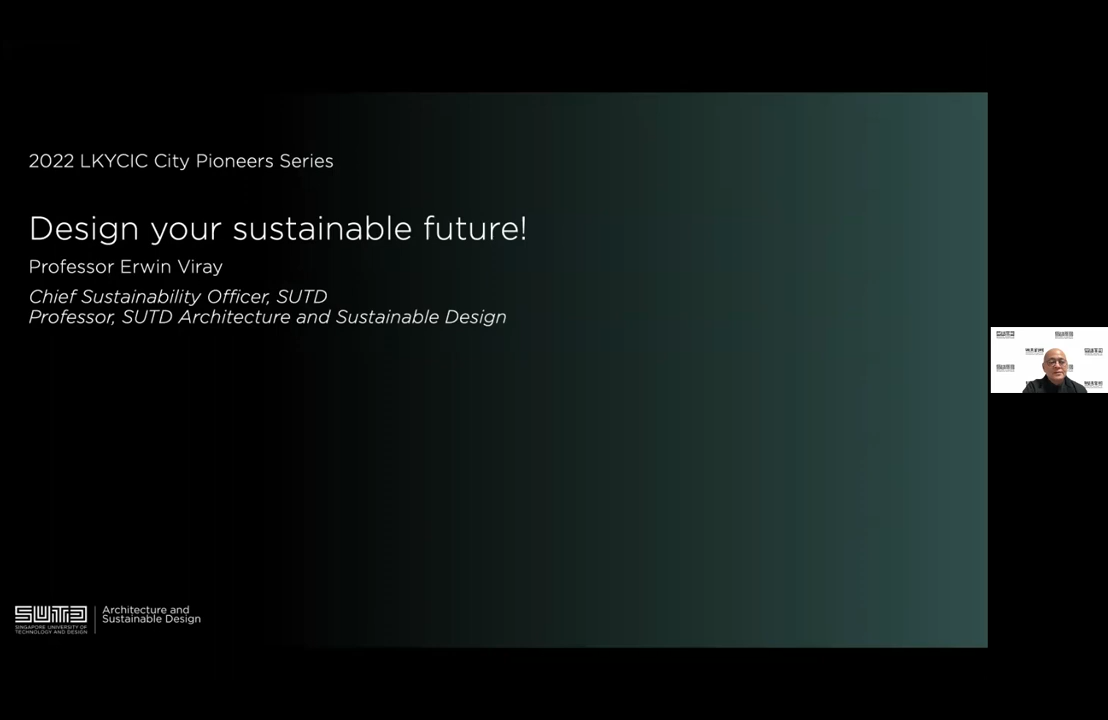 2022 LKYCIC City Pioneers Series
Design your sustainable future!
Professor Erwin Viray
Chief Sustainability Officer, SUTD
Professor, SUTD Architecture and Sustainable Design
SUTD
SINGAPORE UNIVERSITY OF
TECHNOLOGY AND DESIGN
Architecture and
Sustainable Design